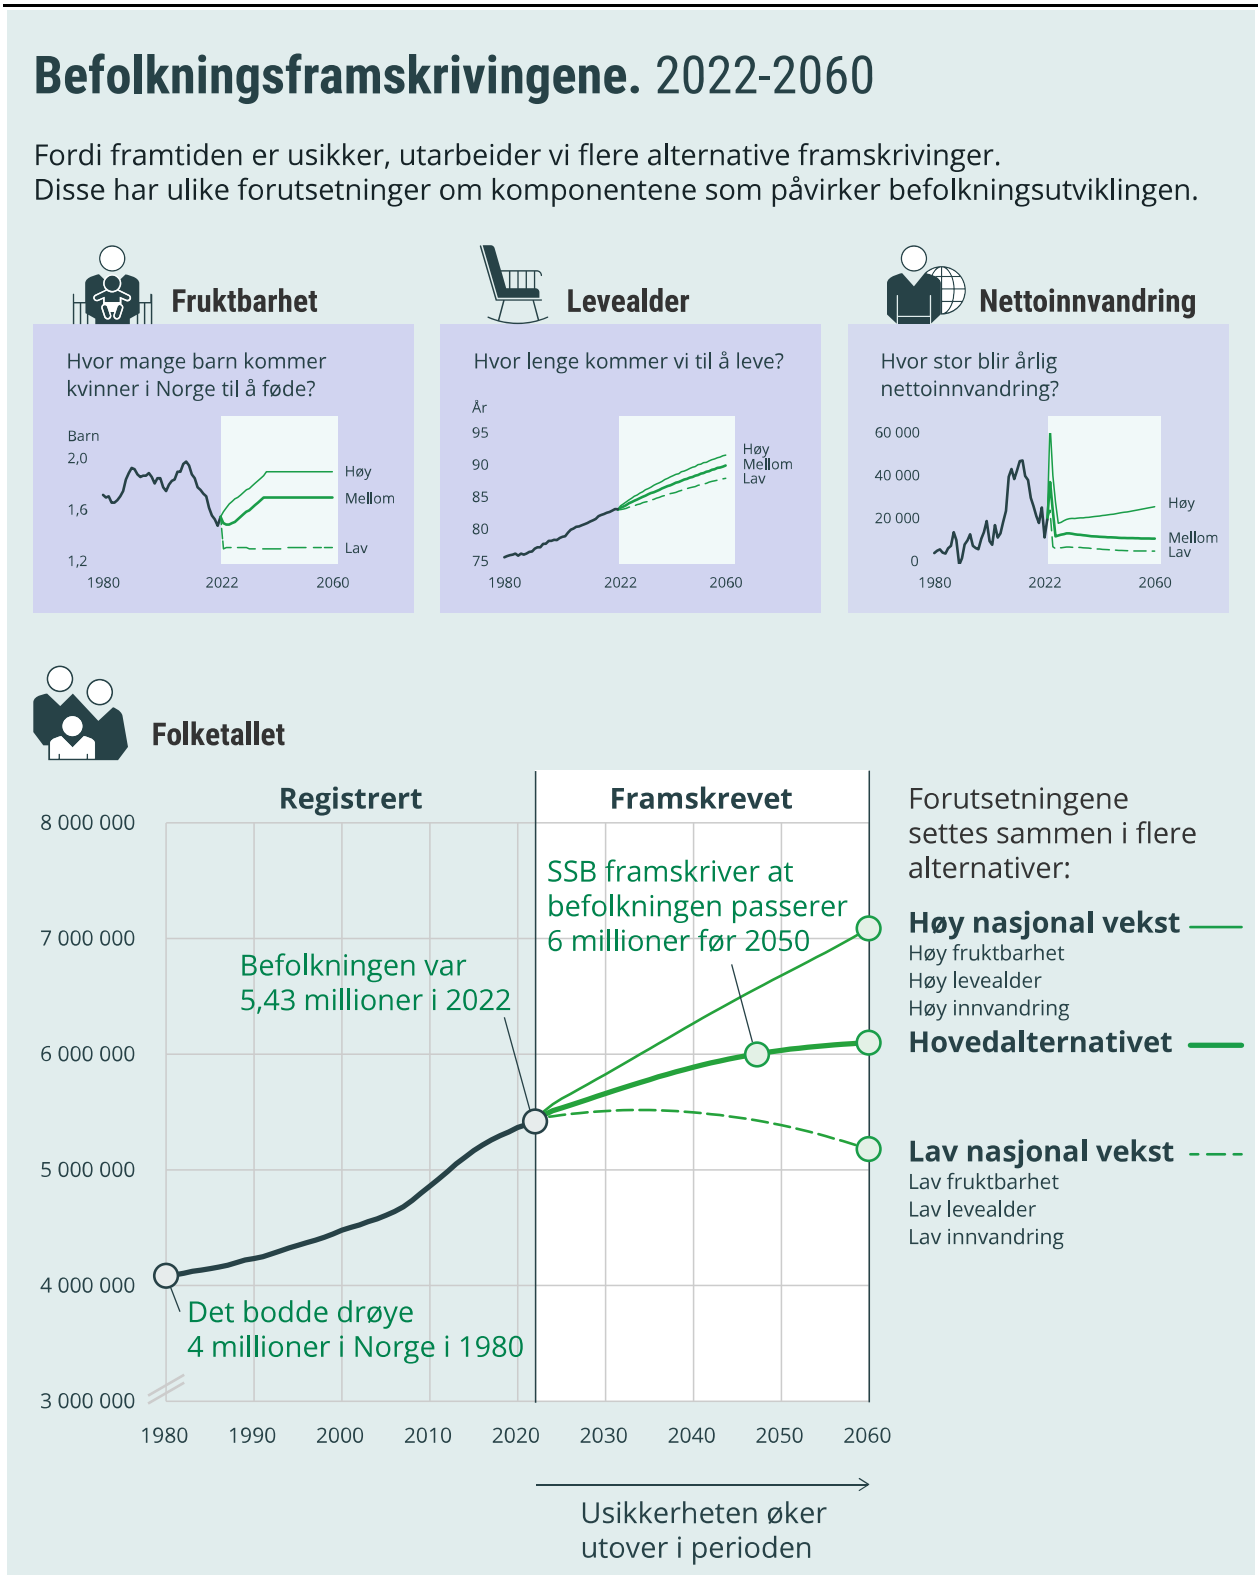 Befolkningsframskrivingene. 2022-2060
Fordi framtiden er usikker, utarbeider vi flere alternative framskrivinger.
Disse har ulike forutsetninger om komponentene som påvirker befolkningsutviklingen.
Fruktbarhet
Hvor mange barn kommer
kvinner i Norge til å føde?
Barn
2,0
1,6
1,2
1980
2022
2060
Høy
Mellom
Lav
Levealder
Hvor lenge kommer vi til å leve?
År
95
90
85
80
75
1980
2022
2060
Høy
Mellom
Lav
Nettoinnvandring
Hvor stor blir årlig
nettoinnvandring?
60 000
40 000
20 000
0
1980
2022
2060
Høy
Mellom
Lav
Folketallet
Registrert
Framskrevet
8 000 000
7 000 000
6 000 000
5 000 000
4 000 000
3 000 000
SSB framskriver at
befolkningen passerer
6 millioner før 2050
Befolkningen var
5,43 millioner i 2022
Det bodde drøye
4 millioner i Norge i 1980
1980
1990
2000
2010
2020
2030
2040
2050
2060
Usikkerheten øker
utover i perioden
Forutsetningene
settes sammen i flere
alternativer:
Høy nasjonal vekst
Høy fruktbarhet
Høy levealder
Høy innvandring
Hovedalternativet
Lav nasjonal vekst
Lav fruktbarhet
Lav levealder
Lav innvandring